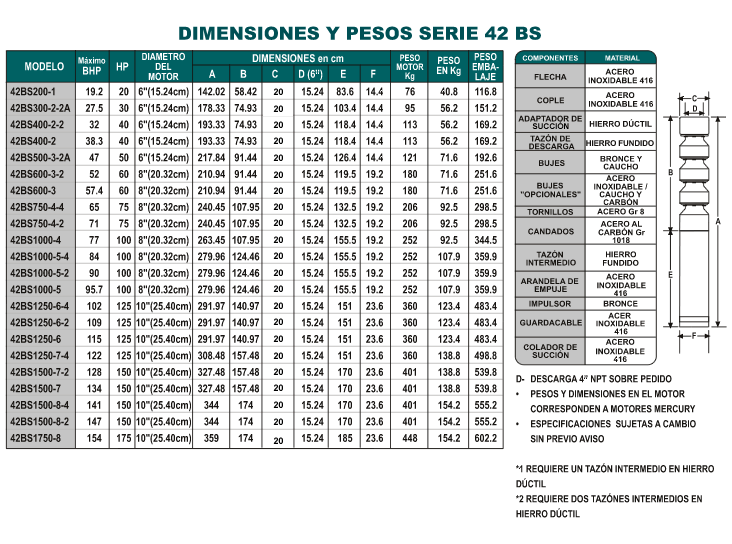 DIMENSIONES Y PESOS SERIE 42 BS
MODELO Máximo BHP HP DIAMETRO DEL MOTOR DIMENSIONES en cm PESO MOTOR Kg PESO EN Kg PESO EMBA- LAJE
A B C D (6") E F
42BS200-1 19.2 20 6"(15.24cm) 142.02 58.42 20 15.24 83.6 14.4 76 40.8 116.8
42BS300-2-2A 27.5 30 6"(15.24cm) 178.33 74.93 20 15.24 103.4 14.4 95 56.2 151.2
42BS400-2-2 32 40 6"(15.24cm) 193.33 74.93 20 15.24 118.4 14.4 113 56.2 169.2
42BS400-2 38.3 40 6"(15.24cm) 193.33 74.93 20 15.24 118.4 14.4 113 56.2 169.2
42BS500-3-2A 47 50 6"(15.24cm) 217.84 91.44 20 15.24 126.4 14.4 121 71.6 192.6
42BS600-3-2 52 60 8"(20.32cm) 210.94 91.44 20 15.24 119.5 19.2 180 71.6 251.6
42BS600-3 57.4 60 8"(20.32cm) 210.94 91.44 20 15.24 119.5 19.2 180 71.6 251.6
42BS750-4-4 65 75 8"(20.32cm) 240.45 107.95 20 15.24 132.5 19.2 206 92.5 298.5
42BS750-4-2 71 75 8"(20.32cm) 240.45 107.95 20 15.24 132.5 19.2 206 92.5 298.5
42BS1000-4 77 100 8"(20.32cm) 263.45 107.95 20 15.24 155.5 19.2 252 92.5 344.5
42BS1000-5-4 84 100 8"(20.32cm) 279.96 124.46 20 15.24 155.5 19.2 252 107.9 359.9
42BS1000-5-2 90 100 8"(20.32cm) 279.96 124.46 20 15.24 155.5 19.2 252 107.9 359.9
42BS1000-5 95.7 100 8"(20.32cm) 279.96 124.46 20 15.24 155.5 19.2 252 107.9 359.9
42BS1250-6-4 102 125 10"(25.40cm) 291.97 140.97 20 15.24 151 23.6 360 123.4 483.4
42BS1250-6-2 109 125 10"(25.40cm) 291.97 140.97 20 15.24 151 23.6 360 123.4 483.4
42BS1250-6 115 125 10"(25.40cm) 291.97 140.97 20 15.24 151 23.6 360 123.4 483.4
42BS1250-7-4 122 125 10"(25.40cm) 308.48 157.48 20 15.24 151 23.6 360 138.8 498.8
42BS1500-7-2 128 150 10"(25.40cm) 327.48 157.48 20 15.24 170 23.6 401 138.8 539.8
42BS1500-7 134 150 10"(25.40cm) 327.48 157.48 20 15.24 170 23.6 401 138.8 539.8
42BS1500-8-4 141 150 10"(25.40cm) 344 174 20 15.24 170 23.6 401 154.2 555.2
42BS1500-8-2 147 150 10"(25.40cm) 344 174 20 15.24 170 23.6 401 154.2 555.2
42BS1750-8 154 175 10"(25.40cm) 359 174 20 15.24 185 23.6 448 154.2 602.2
COMPONENTES MATERIAL
FLECHA ACERO INOXIDABLE 416
COPLE ACERO INOXIDABLE 416
ADAPTADOR DE SUCCIÓN HIERRO DÚCTIL
TAZÓN DE DESCARGA HIERRO FUNDIDO
BUJES BRONCE Y CAUCHO
BUJES "OPCIONALES" ACERO INOXIDABLE / CAUCHO Y CARBÓN
TORNILLOS ACERO Gr 8
CANDADOS ACERO AL CARBÓN Gr 1018
TAZÓN INTERMEDIO HIERRO FUNDIDO
ARANDELA DE EMPUJE ACERO INOXIDABLE 416
IMPULSOR BRONCE
GUARDACABLE ACER INOXIDABLE 416
COLADOR DE SUCCIÓN ACERO INOXIDABLE 416
C
D
B
A
E
F
D- DESCARGA 4" NPT SOBRE PEDIDO
• PESOS Y DIMENSIONES EN EL MOTOR
CORRESPONDEN A MOTORES MERCURY
• ESPECIFICACIONES SUJETAS A CAMBIO
SIN PREVIO AVISO
*1 REQUIERE UN TAZÓN INTERMEDIO EN HIERRO
DÚCTIL
*2 REQUIERE DOS TAZÓNES INTERMEDIOS EN
HIERRO DÚCTIL